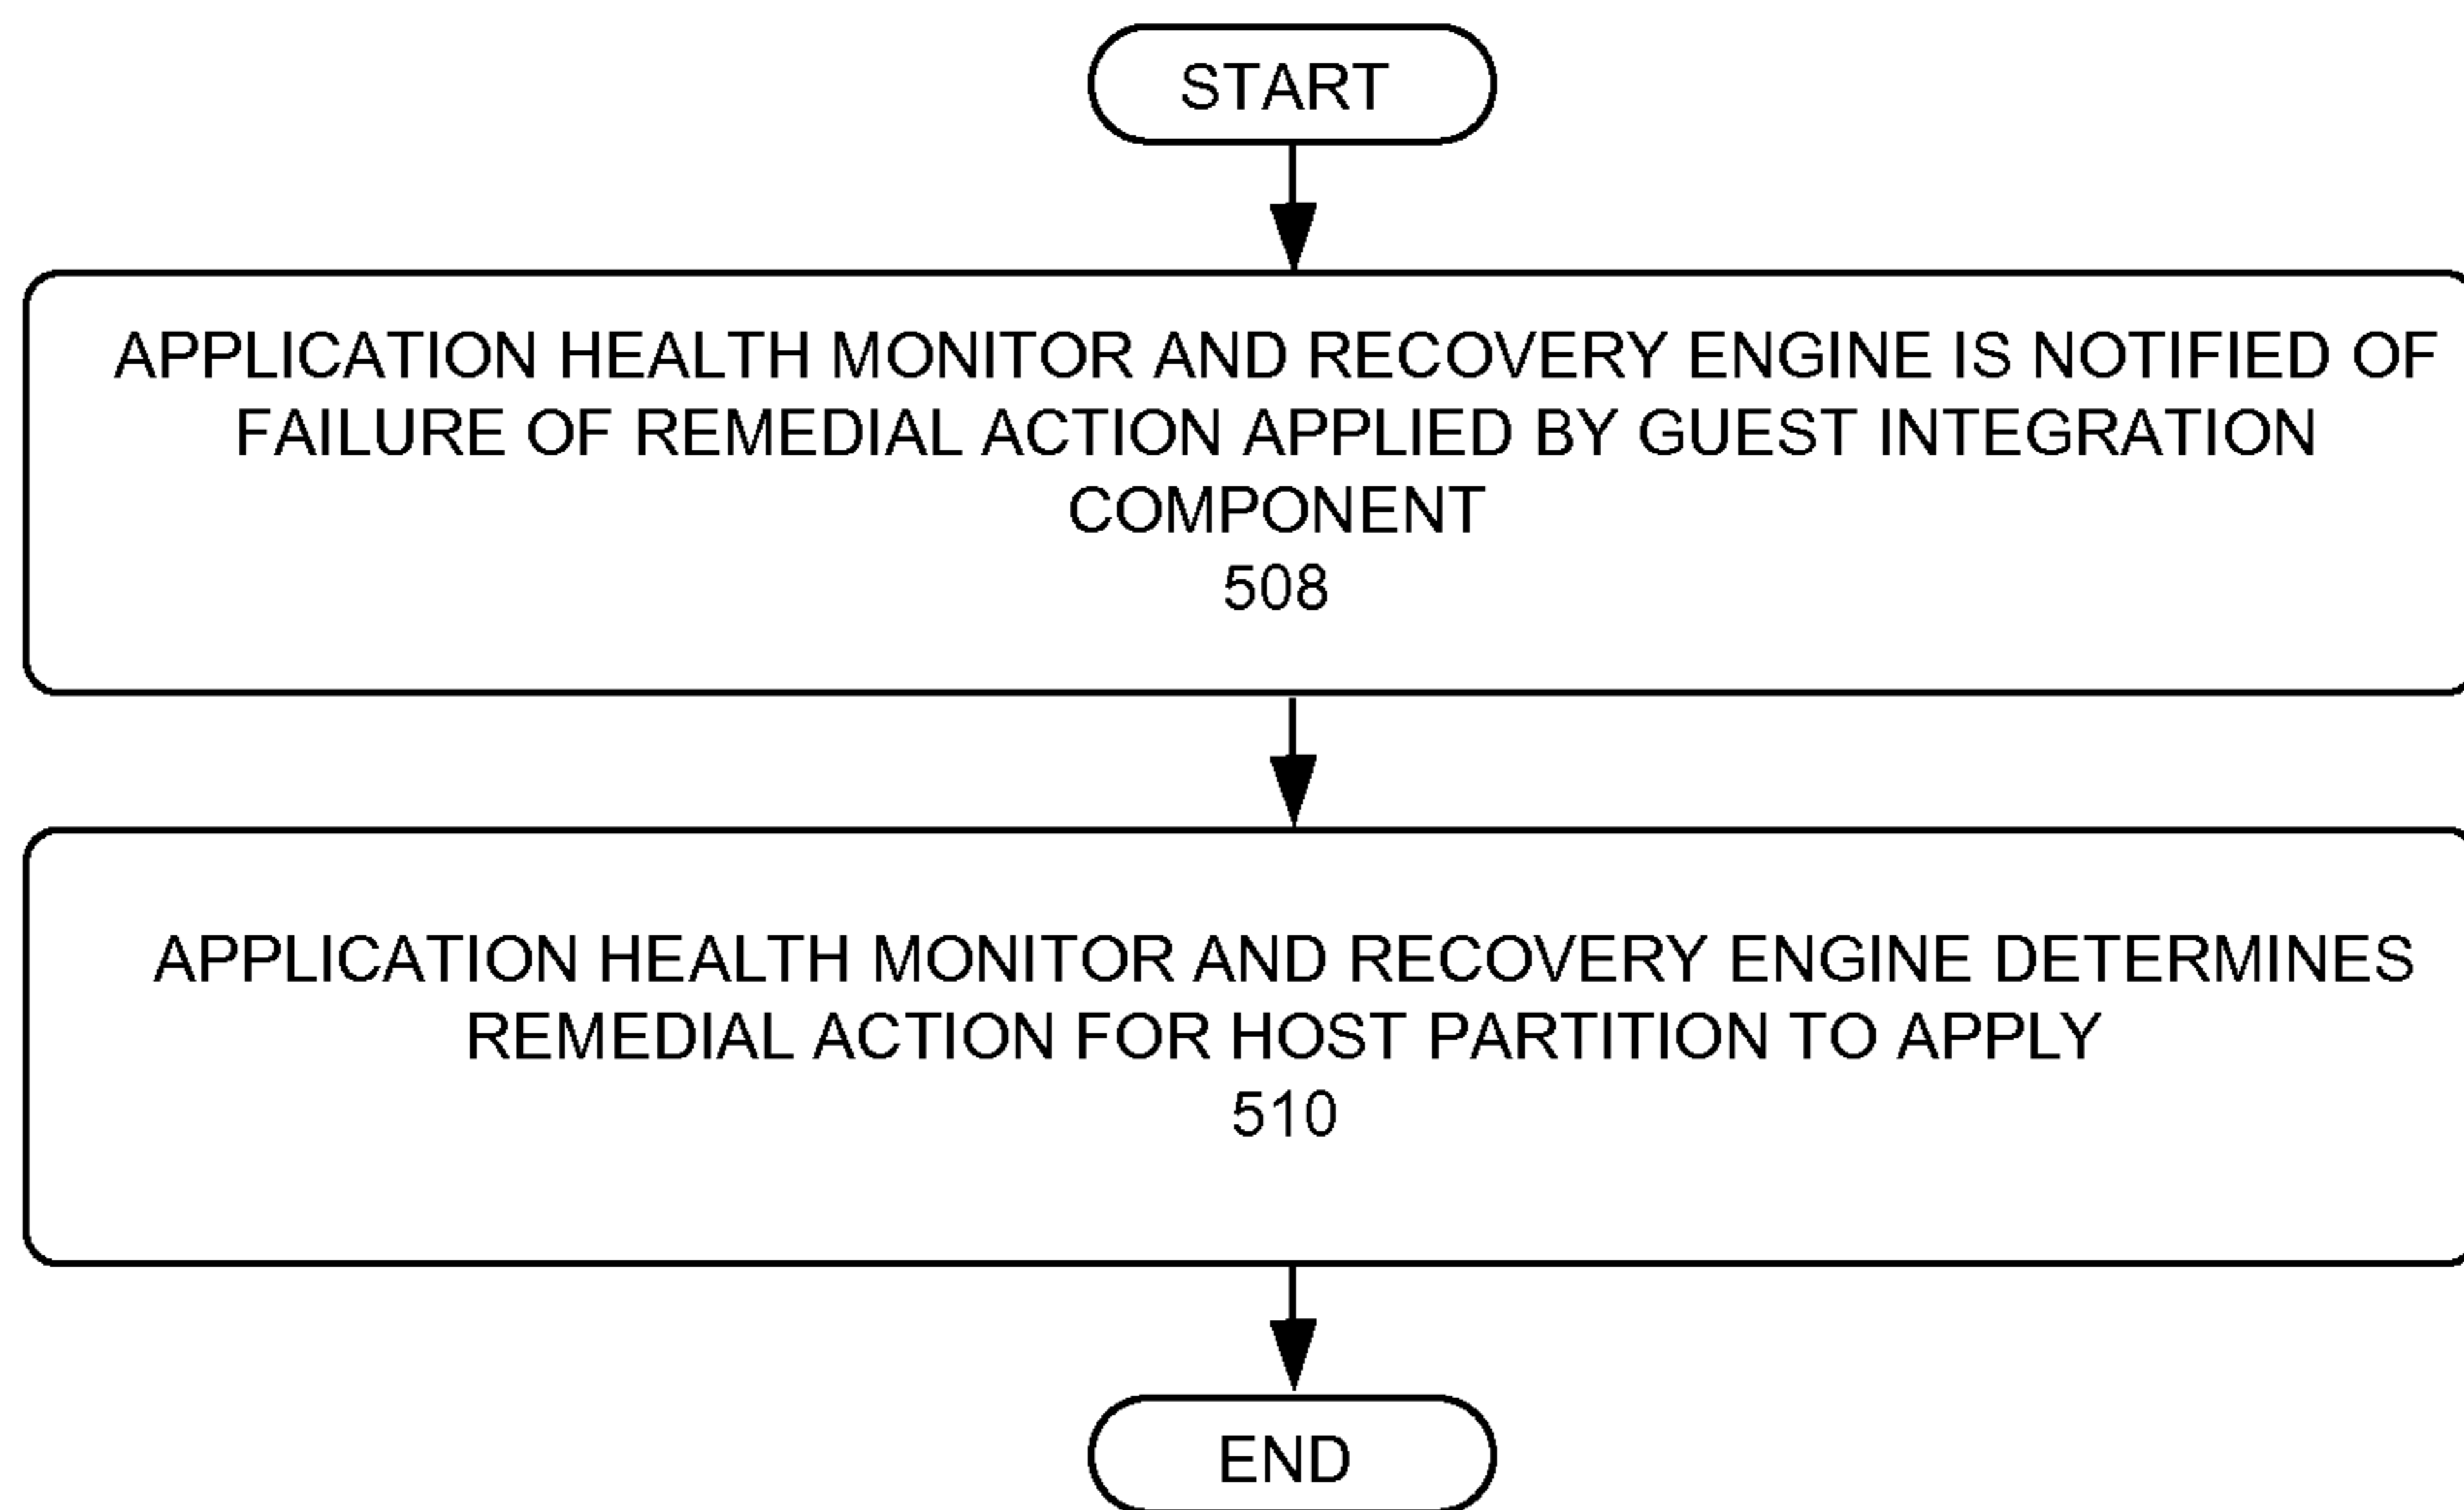 START
APPLICATION HEALTH MONITOR AND RECOVERY ENGINE IS NOTIFIED OF
FAILURE OF REMEDIAL ACTION APPLIED BY GUEST INTEGRATION
COMPONENT
508
APPLICATION HEALTH MONITOR AND RECOVERY ENGINE DETERMINES
REMEDIAL ACTION FOR HOST PARTITION TO APPLY
510
END